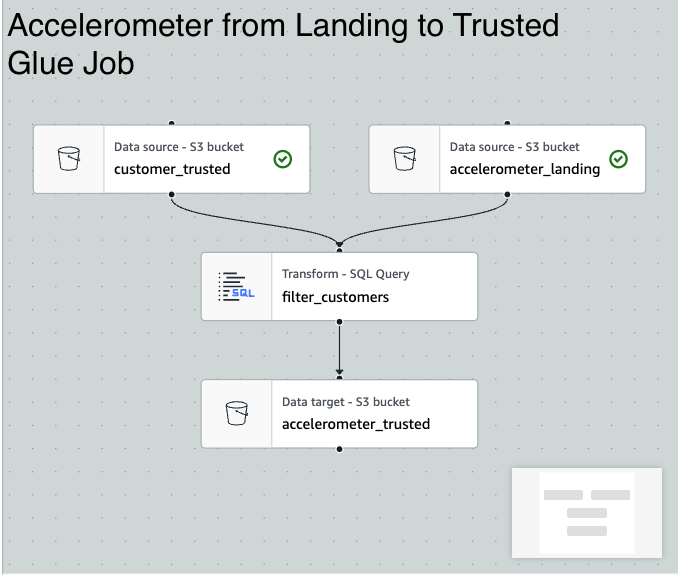 Accelerometer from Landing to Trusted
Glue Job
Data source - S3 bucket
customer_trusted
Data source - S3 bucket
accelerometer_landing
Transform - SQL Query
filter_customers
SQL
Data target - S3 bucket
accelerometer_trusted